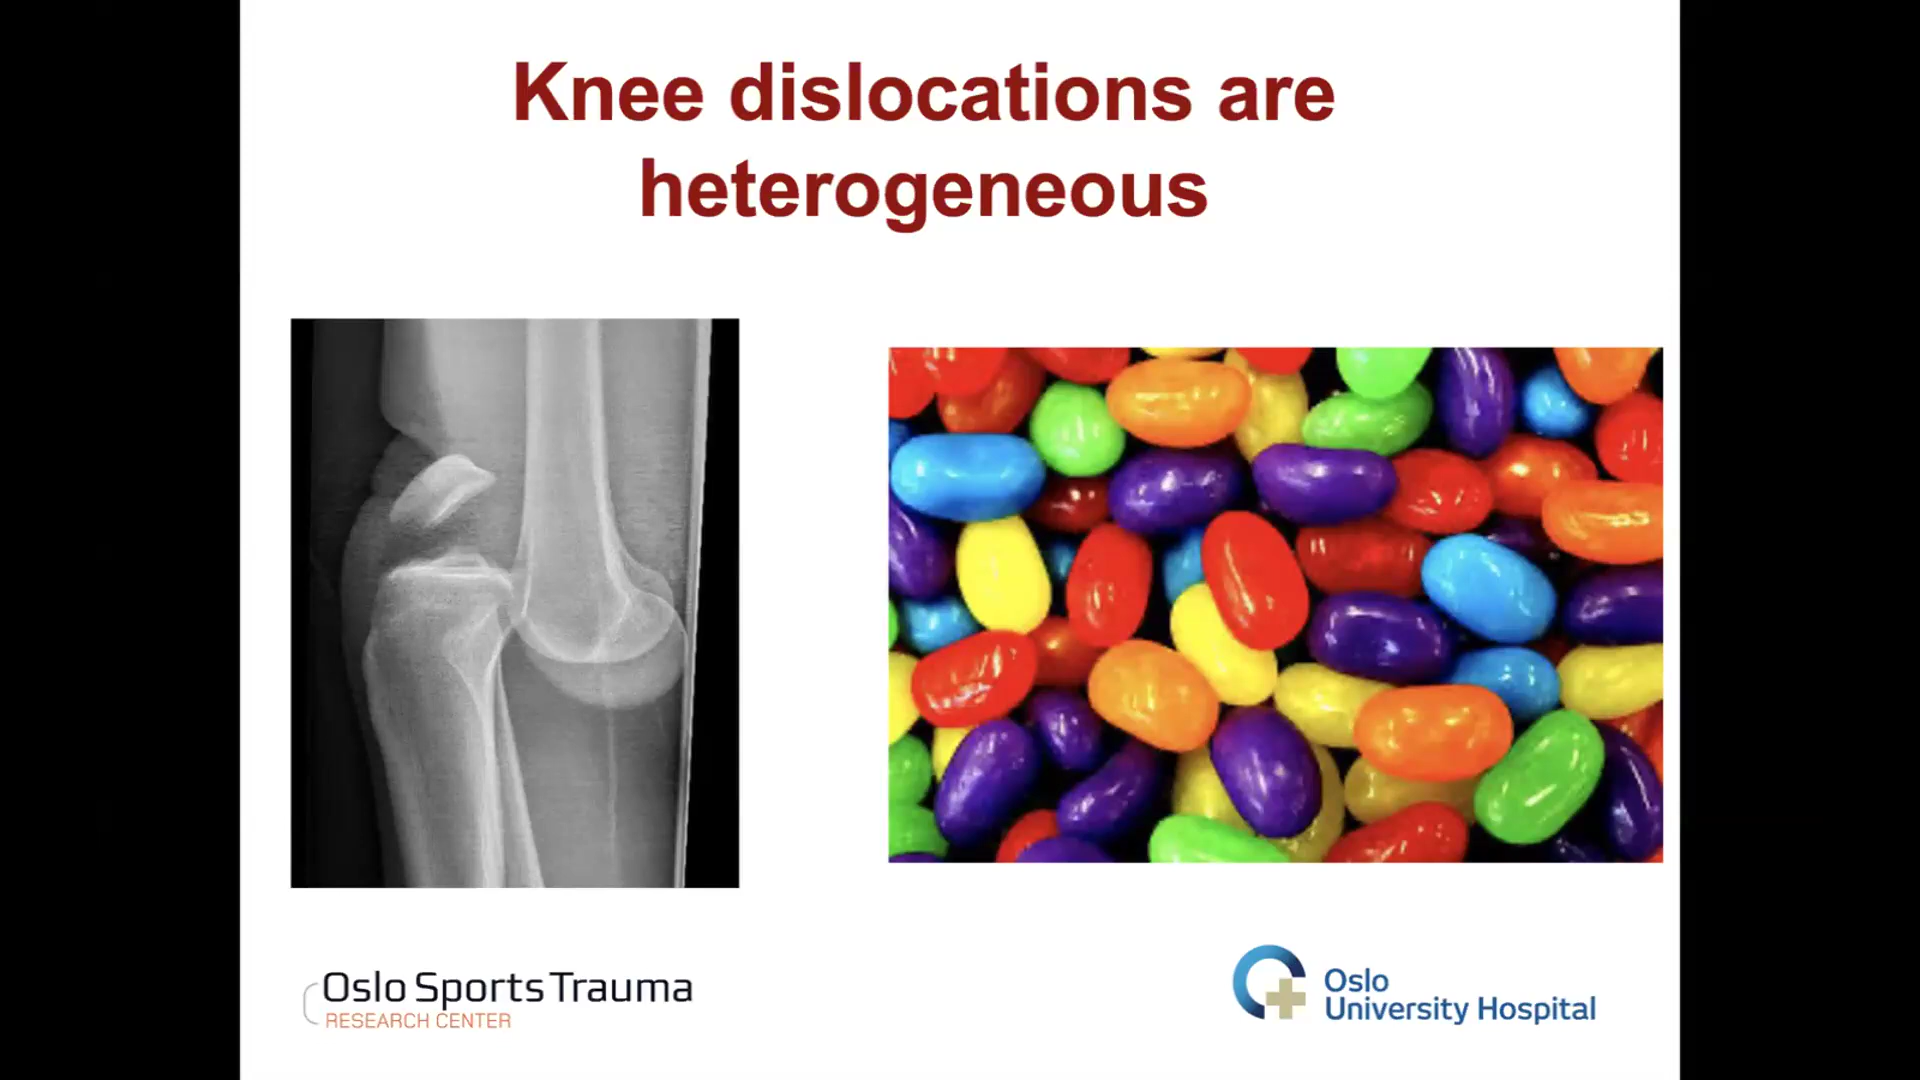 Knee dislocations are
heterogeneous
Oslo Sports Trauma
RESEARCH CENTER
Oslo
University Hospital